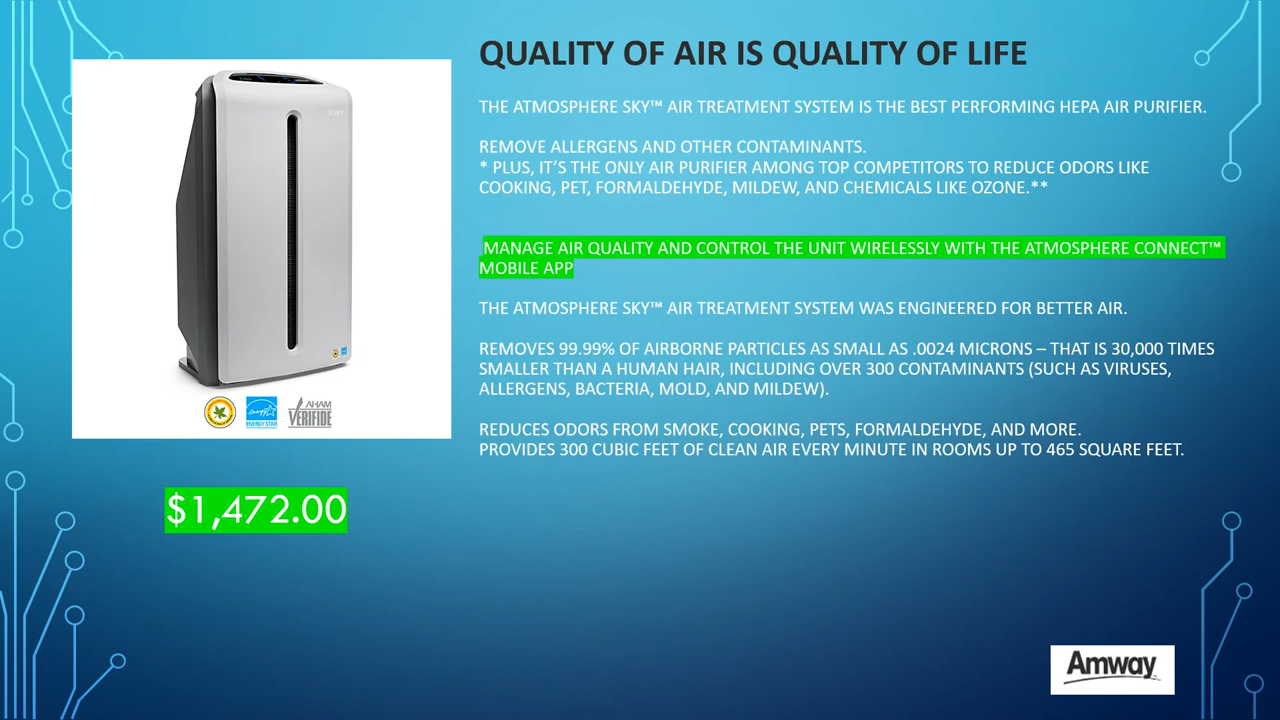 QUALITY OF AIR IS QUALITY OF LIFE
THE ATMOSPHERE SKY™ AIR TREATMENT SYSTEM IS THE BEST PERFORMING HEPA AIR PURIFIER.
REMOVE ALLERGENS AND OTHER CONTAMINANTS.
* PLUS, IT’S THE ONLY AIR PURIFIER AMONG TOP COMPETITORS TO REDUCE ODORS LIKE
COOKING, PET, FORMALDEHYDE, MILDEW, AND CHEMICALS LIKE OZONE.**
MANAGE AIR QUALITY AND CONTROL THE UNIT WIRELESSLY WITH THE ATMOSPHERE CONNECT™
MOBILE APP
THE ATMOSPHERE SKY™ AIR TREATMENT SYSTEM WAS ENGINEERED FOR BETTER AIR.
REMOVES 99.99% OF AIRBORNE PARTICLES AS SMALL AS .0024 MICRONS – THAT IS 30,000 TIMES
SMALLER THAN A HUMAN HAIR, INCLUDING OVER 300 CONTAMINANTS (SUCH AS VIRUSES,
ALLERGENS, BACTERIA, MOLD, AND MILDEW).
REDUCES ODORS FROM SMOKE, COOKING, PETS, FORMALDEHYDE, AND MORE.
PROVIDES 300 CUBIC FEET OF CLEAN AIR EVERY MINUTE IN ROOMS UP TO 465 SQUARE FEET.
ENERGY STAR
AHAM
VERIFIDE
$1,472.00
Amway